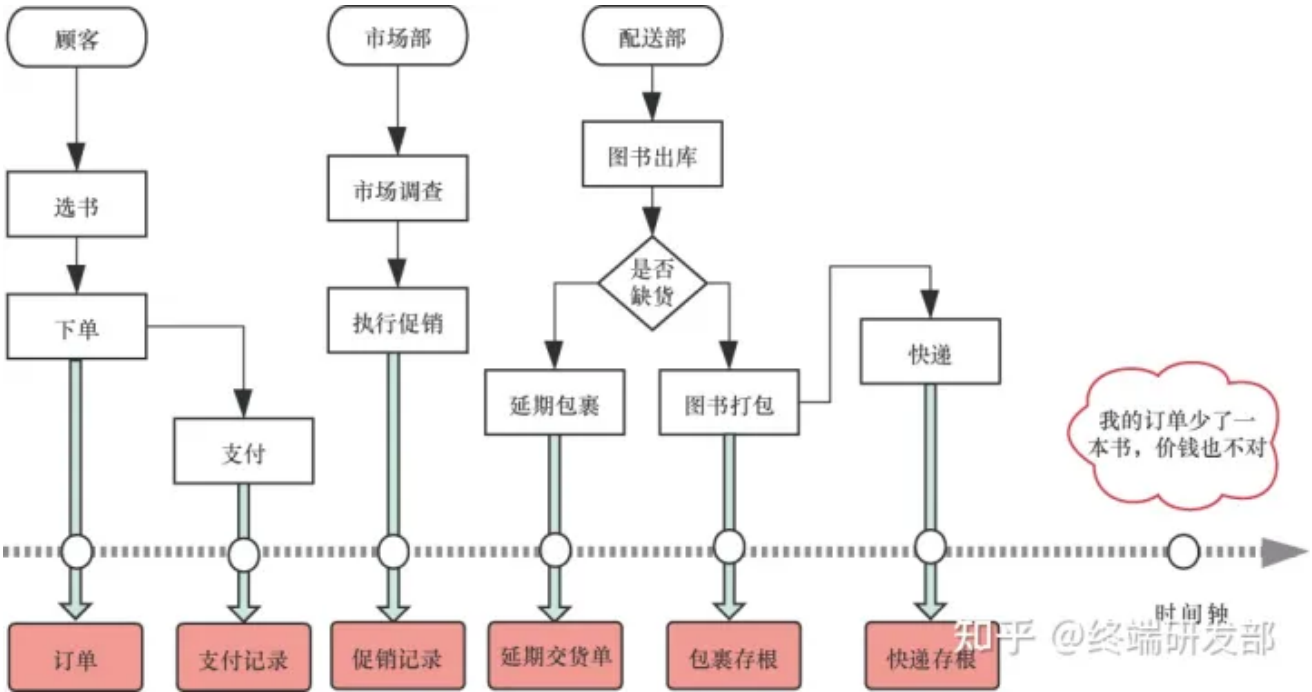 顾客
市场部
配送部
图书出库
市场调查
选书
是否
缺货
执行促销
下单
快递
延期包裹
图书打包
我的订单少了一
本书，价钱也不对
支付
时间钟
订单
支付记录
促销记录
延期交货单
包裹存根
快递存根
知乎 @终端研发部